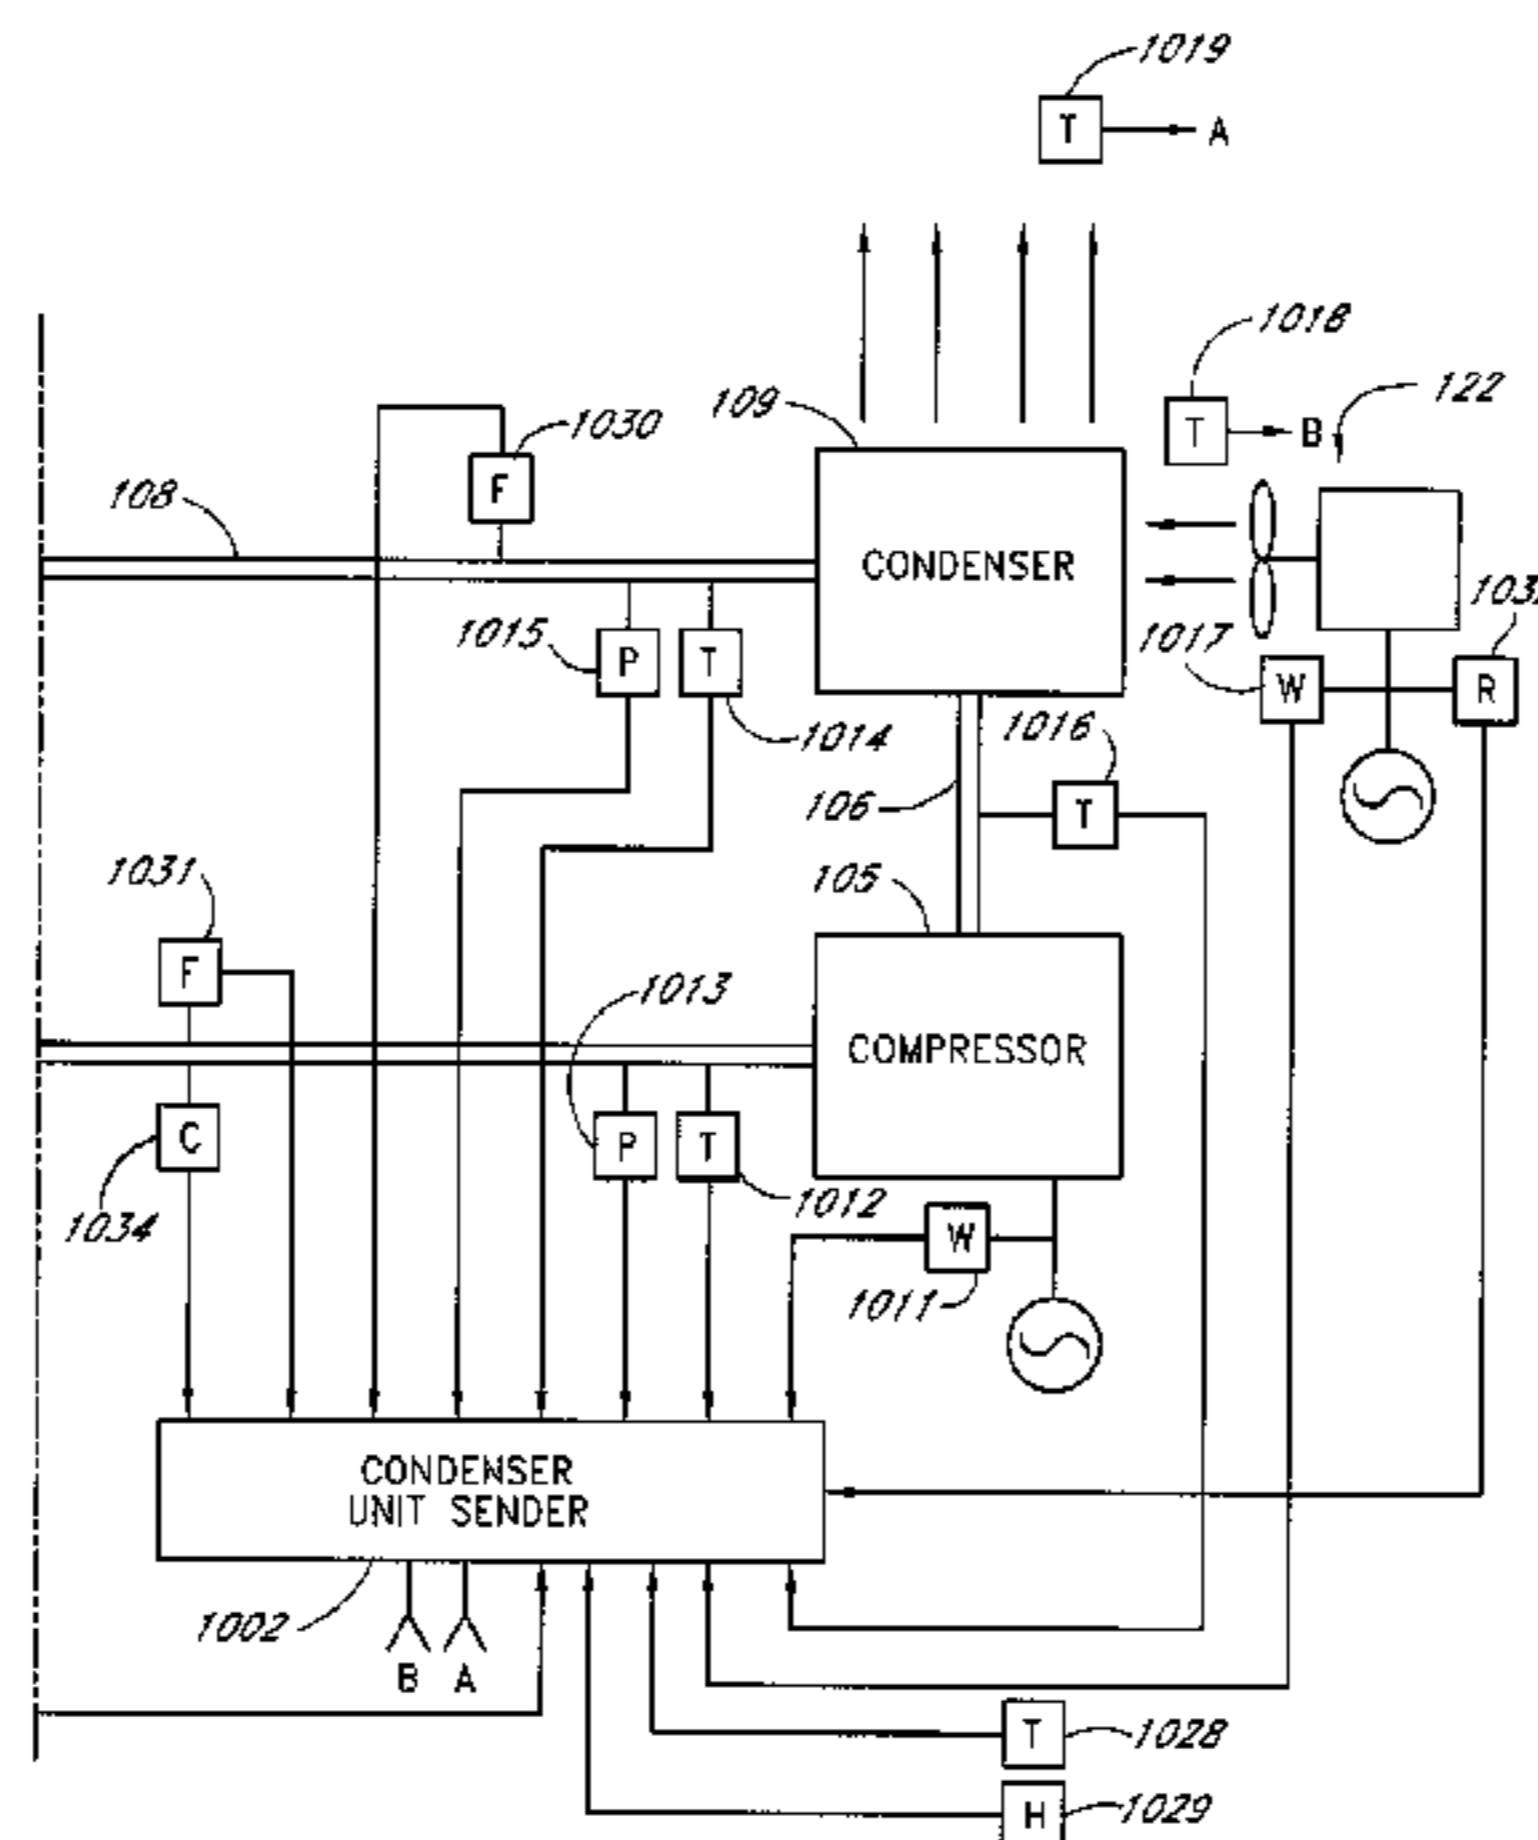 1019
T
A
1018
T
B
122
109
1030
F
108
CONDENSER
1015
P
T
1014
1017
W
R
1016
T
106
1031
F
105
1013
COMPRESSOR
C
1034
P
T
1012
W
1011
CONDENSER
UNIT SENDER
1002
B A
T
1028
H
1029